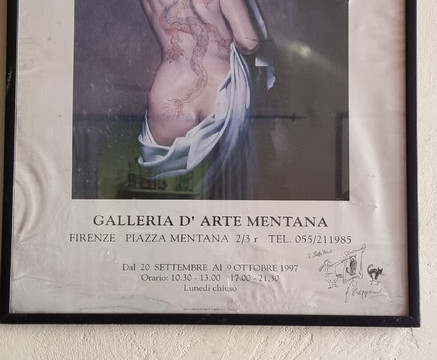 GALLERIA D' ARTE MENTANA
FIRENZE PIAZZA MENTANA 2/3 r TEL. 055/211985
Dal 20 SETTEMBRE Al 9 OTTOBRE 1997
Orario: 10.30 - 13.00 17.00 - 21.30
Lunedi chiuso